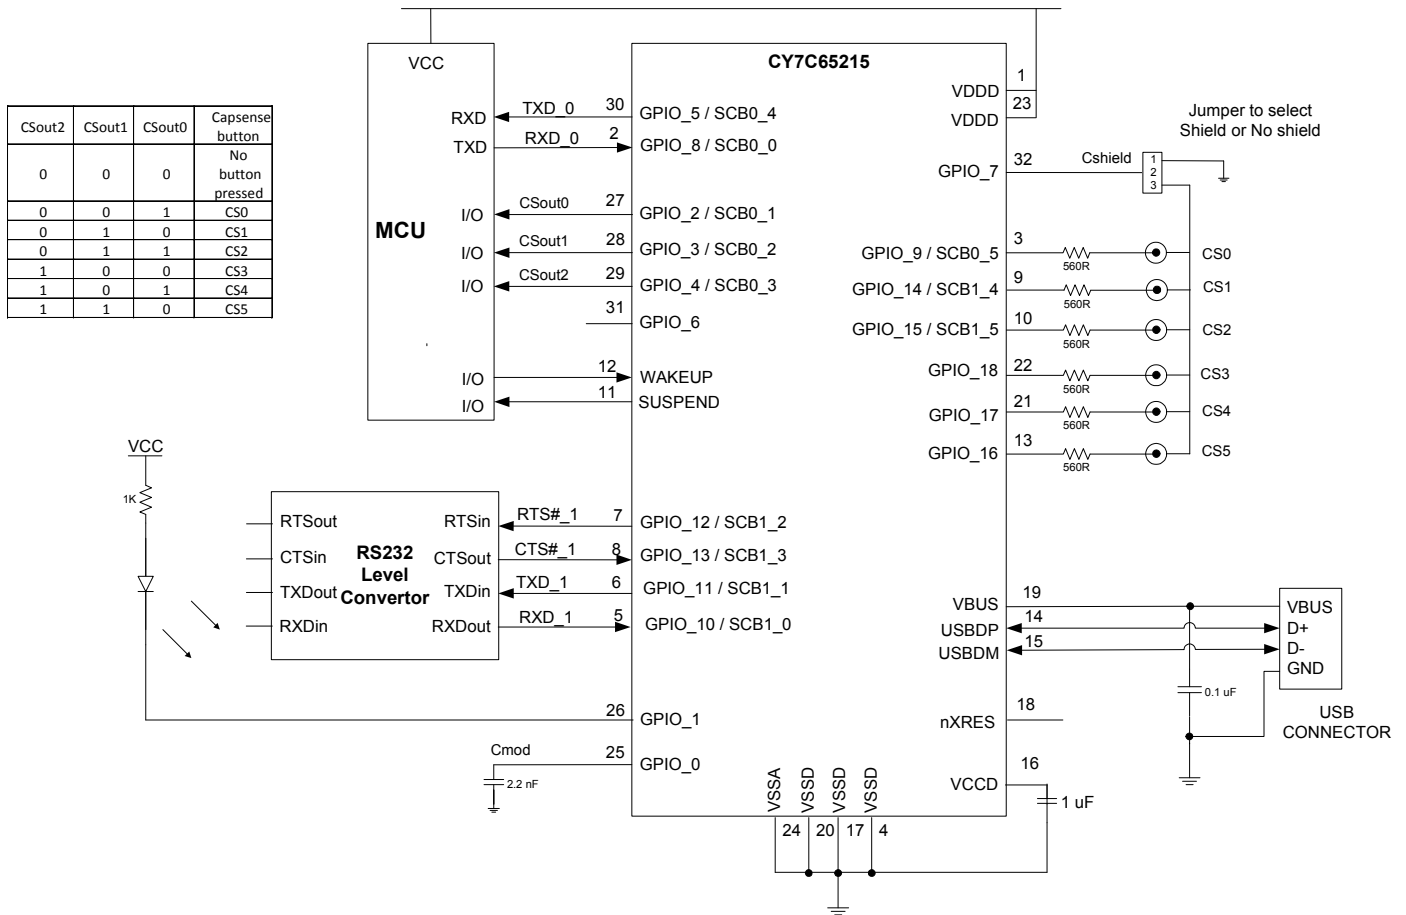 CSout2 CSout1 CSout0 Capsense
button
0 0 0 No
button
pressed
0 0 1 CS0
0 1 0 CS1
0 1 1 CS2
1 0 0 CS3
1 0 1 CS4
1 1 0 CS5
VCC
MCU
RXD
TXD
I/O
I/O
I/O
I/O
I/O
TXD_0
RXD_0
CSout0
CSout1
CSout2
30
2
27
28
29
31
12
11
CY7C65215
GPIO_5 / SCB0_4
GPIO_8 / SCB0_0
GPIO_2 / SCB0_1
GPIO_3 / SCB0_2
GPIO_4 / SCB0_3
GPIO_6
WAKEUP
SUSPEND
VDDD
1
23
VDDD
GPIO_7
32
Cshield
Jumper to select
Shield or No shield
1
2
3
GPIO_9 / SCB0_5 3 560R CS0
GPIO_14 / SCB1_4 9 560R CS1
GPIO_15 / SCB1_5 10 560R CS2
GPIO_18 22 560R CS3
GPIO_17 21 560R CS4
GPIO_16 13 560R CS5
VCC
1K
RTSout
CTSin
TXDout
RXDin
RS232
Level
Convertor
RTSin
CTSout
TXDin
RXDout
RTS#_1 7 GPIO_12 / SCB1_2
CTS#_1 8 GPIO_13 / SCB1_3
TXD_1 6 GPIO_11 / SCB1_1
RXD_1 5 GPIO_10 / SCB1_0
26 GPIO_1
Cmod 25 GPIO_0
2.2 nF
VBUS 19 VBUS
USBDP 14 D+
USBDM 15 D-
GND
0.1 uF
USB
CONNECTOR
nXRES 18
VCCD 16
1 uF
VSSA
VSSD
VSSD
VSSD
24 20 17 4